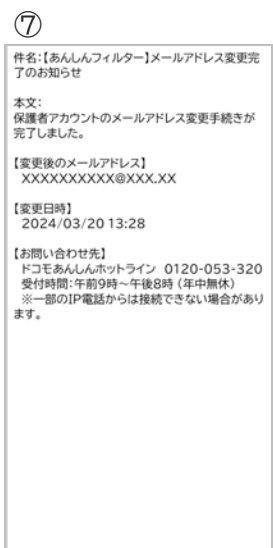 ⑦
件名:【あんしんフィルター】メールアドレス変更完
了のお知らせ
本文:
保護者アカウントのメールアドレス変更手続きが
完了しました。
【変更後のメールアドレス】
XXXXXXXXXX@XXX.XX
【変更日時】
2024/03/20 13:28
【お問い合わせ先】
ドコモあんしんホットライン 0120-053-320
受付時間:午前9時～午後8時（年中無休）
※一部のIP電話からは接続できない場合があり
ます。